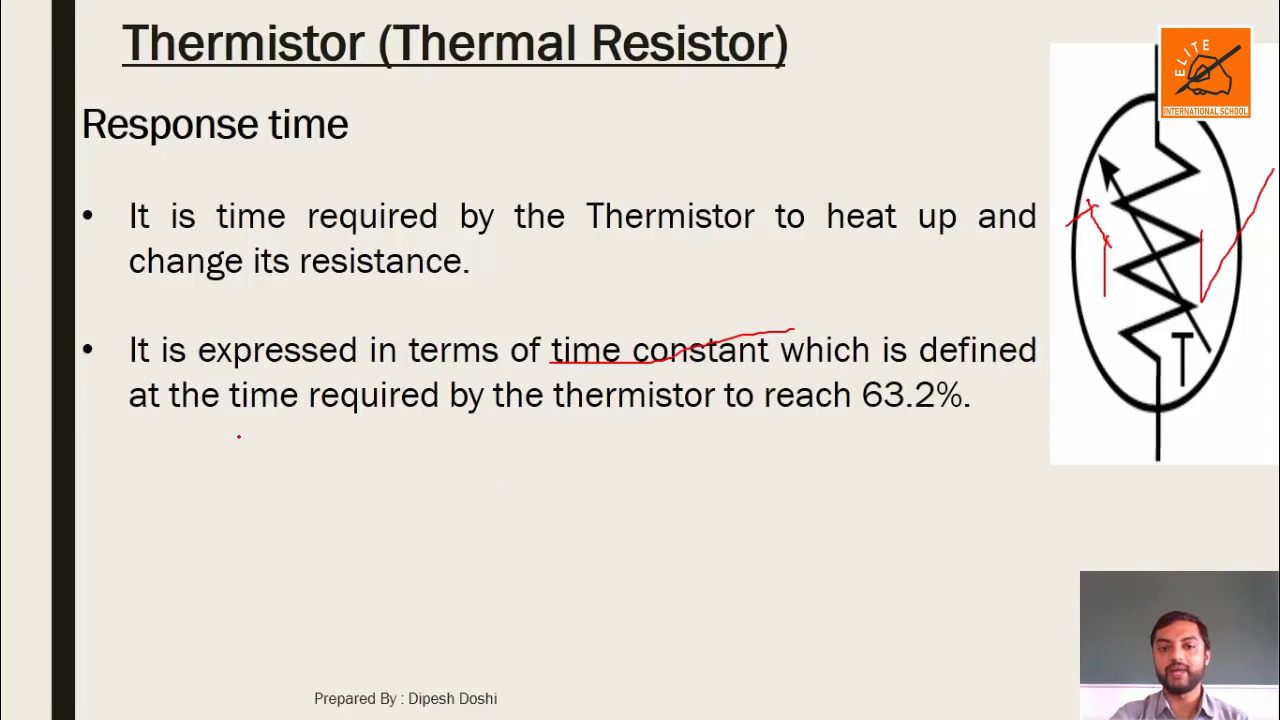 Thermistor (Thermal Resistor)
ELITE
INTERNATIONAL SCHOOL
Response time
• It is time required by the Thermistor to heat up and
change its resistance.
• It is expressed in terms of time constant which is defined
at the time required by the thermistor to reach 63.2%.
T
Prepared By : Dipesh Doshi